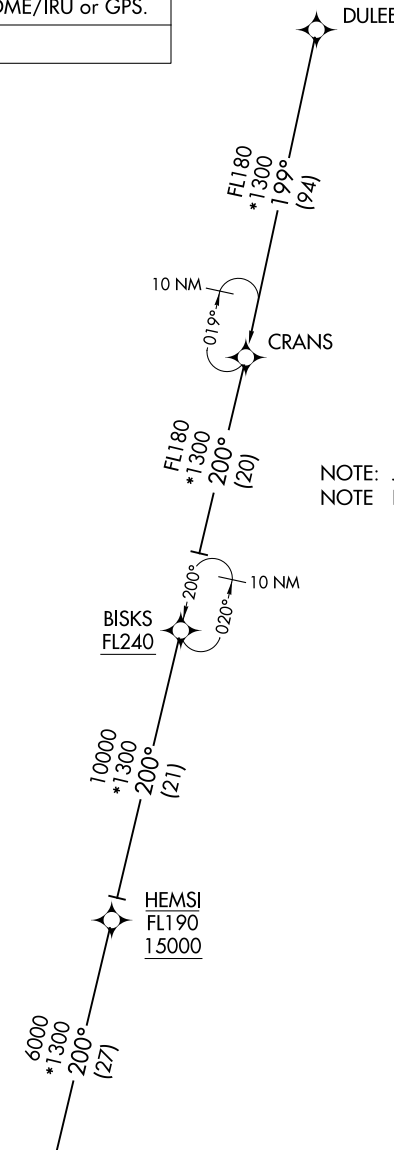 OME/IRU or GPS.
DULEE
FL180
*1300
199°
(94)
10 NM
019°
CRANS
FL180
*1300
200°
(20)
NOTE:
NOTE
200°
10 NM
020°
BISKS
FL240
10000
*1300
200°
(21)
HEMSI
FL190
15000
6000
*1300
200°
(27)